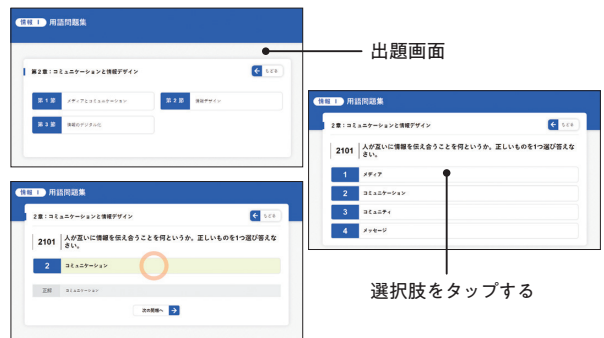 情報 Ⅰ 用語問題集
第2章：コミュニケーションと情報デザイン
もどる
第1節 メディアとコミュニケーション
第2節 情報デザイン
第3節 情報のデジタル化
出題画面
情報 Ⅰ 用語問題集
2章：コミュニケーションと情報デザイン
もどる
2101 人が互いに情報を伝え合うことを何というか。正しいものを1つ選び答えな
さい。
1 メディア
2 コミュニケーション
3 コミュニティ
4 メッセージ
選択肢をタップする
情報 Ⅰ 用語問題集
2章：コミュニケーションと情報デザイン
もどる
2101 人が互いに情報を伝え合うことを何というか。正しいものを1つ選び答えな
さい。
2 コミュニケーション
正解 コミュニケーション
次の問題へ